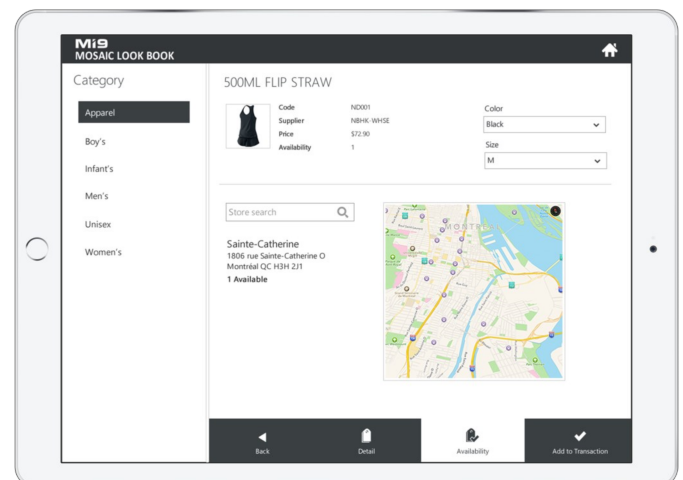 Mi9
MOSAIC LOOK BOOK
Category
Apparel
Boy's
Infant's
Men's
Unisex
Women's
500ML FLIP STRAW
Code ND001
Supplier NBHK-WHSE
Price $72.90
Availability 1
Color
Black
Size
M
Store search
Sainte-Catherine
1806 rue Sainte-Catherine O
Montréal QC H3H 2J1
1 Available
MONTRE
Back
Detail
Availability
Add to Transaction